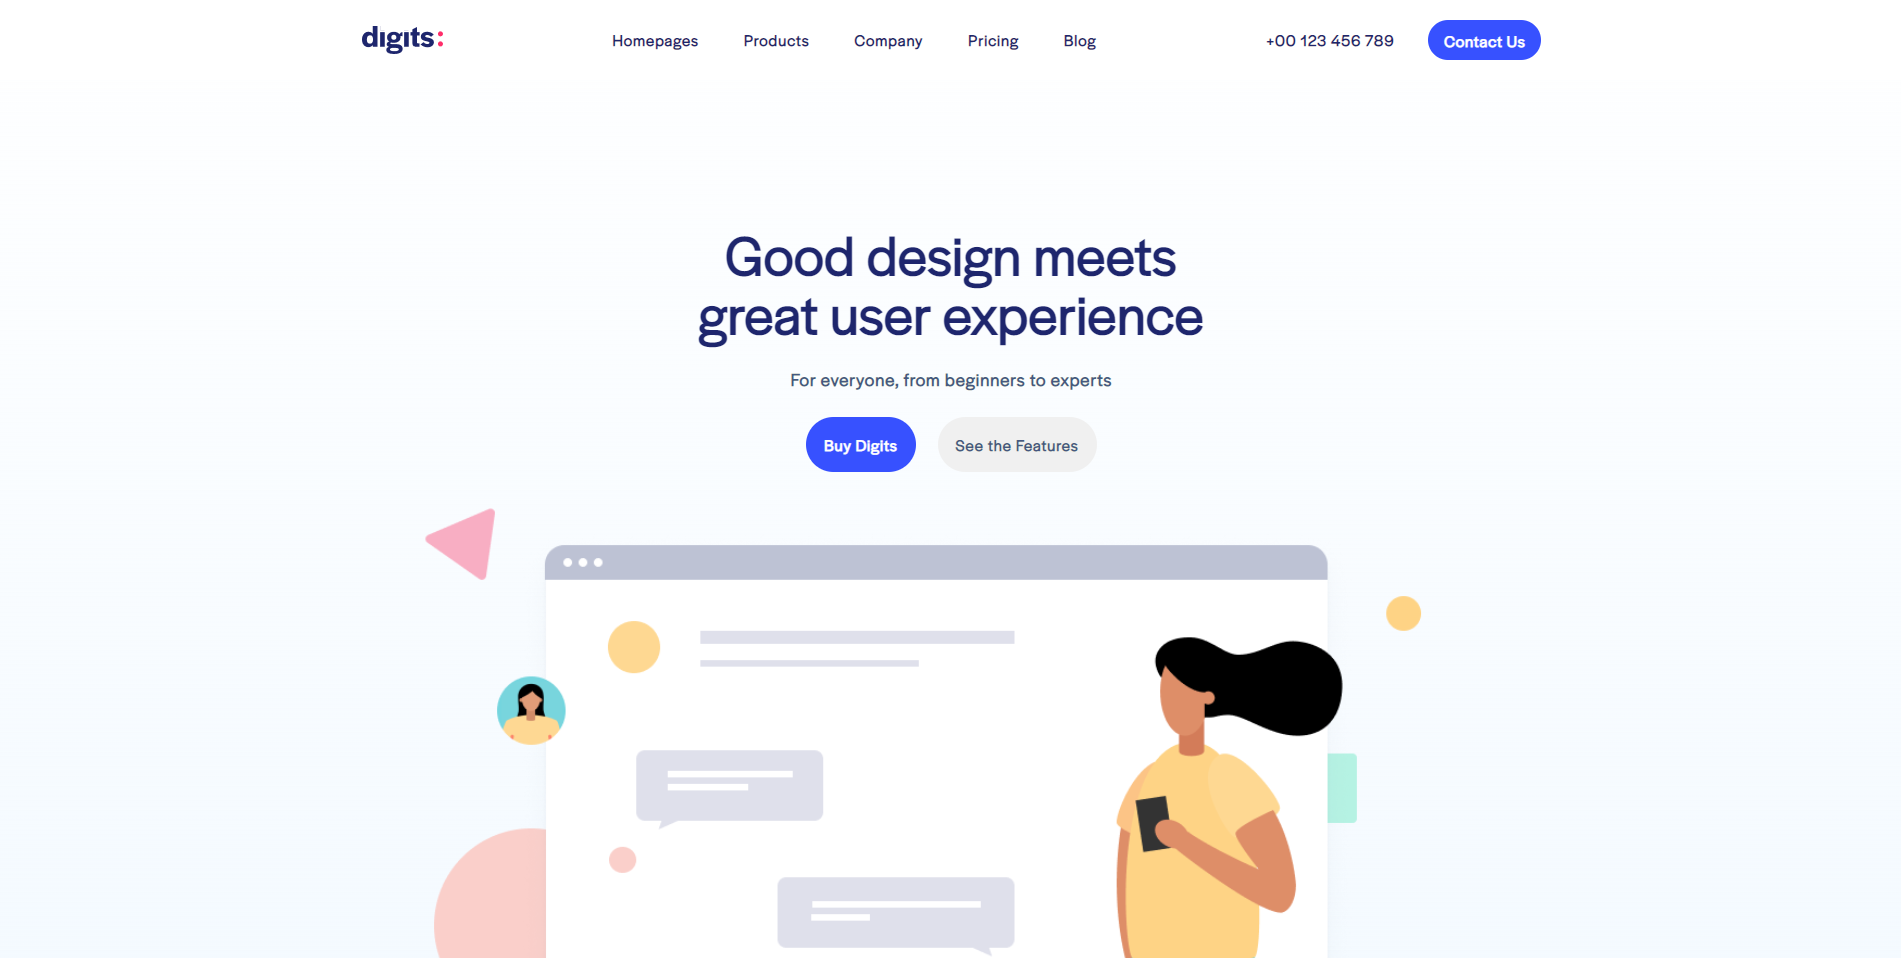 digits:
Homepages
Products
Company
Pricing
Blog
+00 123 456 789
Contact Us
Good design meets
great user experience
For everyone, from beginners to experts
Buy Digits
See the Features